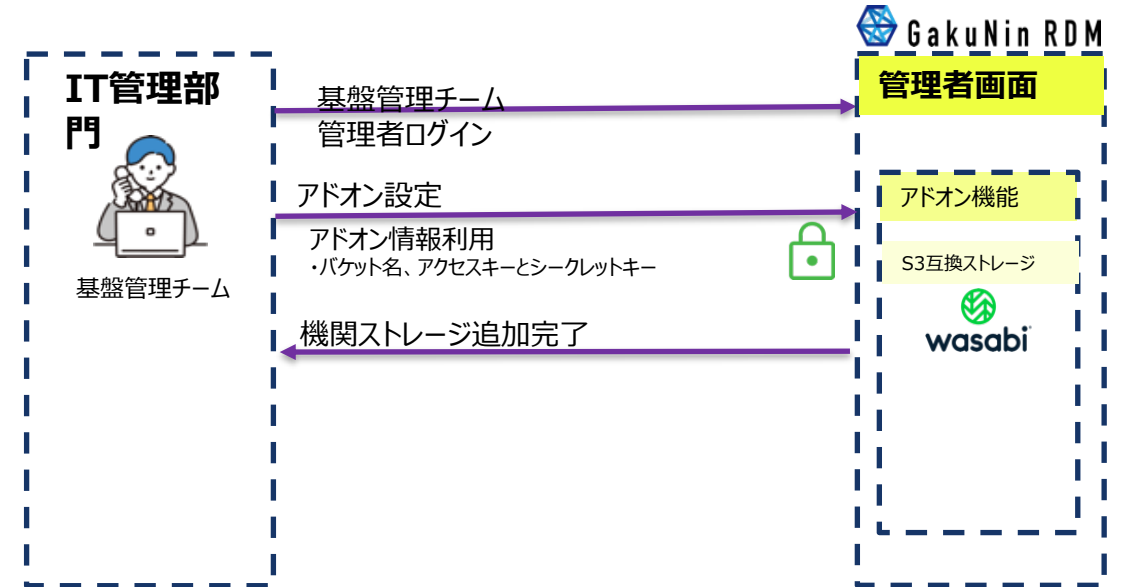 GakuNin RDM
IT管理部
門
管理者画面
基盤管理チーム
管理者ログイン
アドオン設定
アドオン機能
アドオン情報利用
・バケット名、アクセスキーとシークレットキー
S3互換ストレージ
基盤管理チーム
機関ストレージ追加完了
wasabi